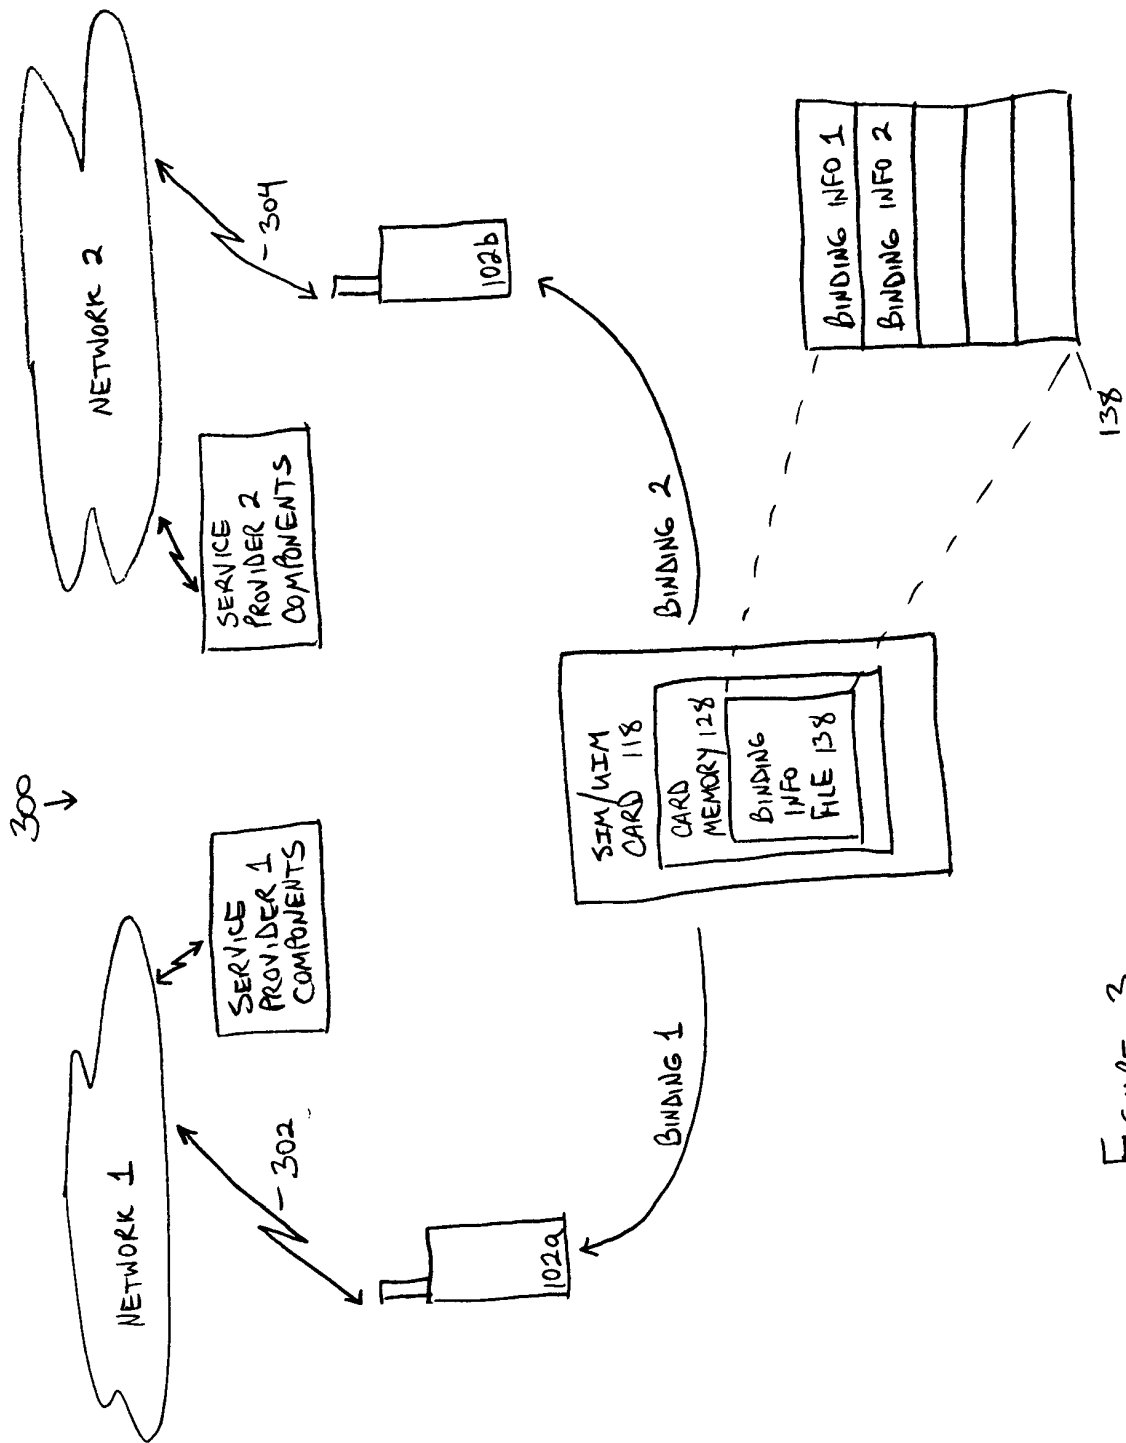 300
NETWORK 1
NETWORK 2
SERVICE
PROVIDER 1
COMPONENTS
SERVICE
PROVIDER 2
COMPONENTS
302
304
102a
102b
BINDING 1
BINDING 2
SIM/UIM
CARD 118
CARD
MEMORY 128
BINDING
INFO
FILE 138
BINDING INFO 1
BINDING INFO 2
138